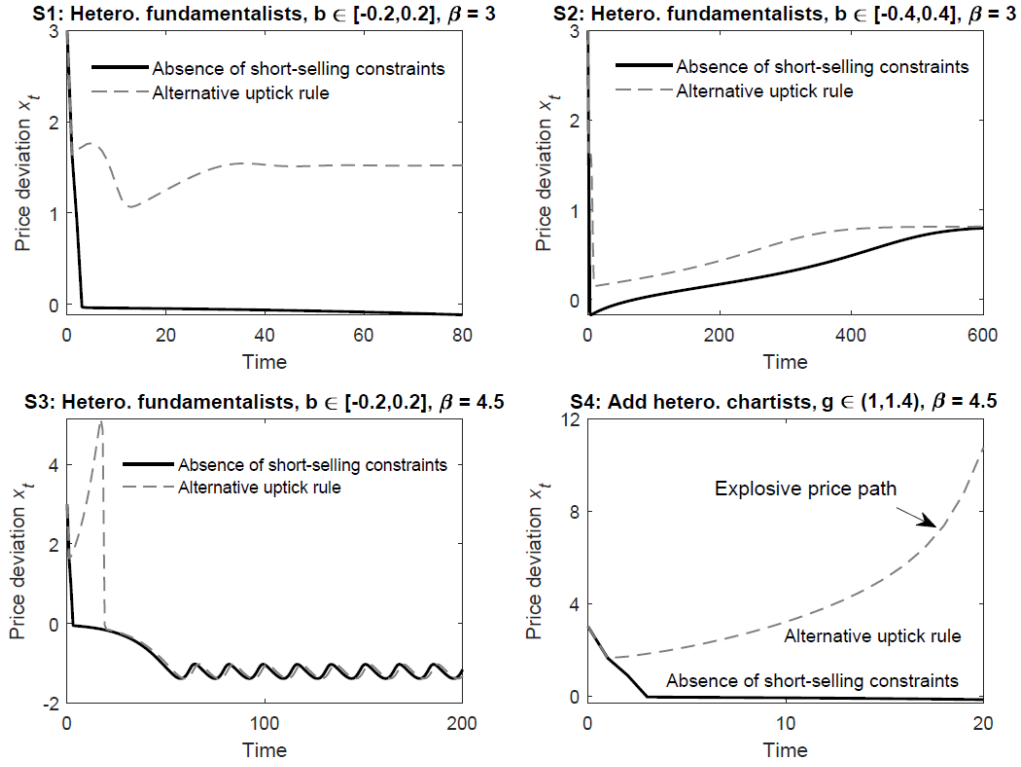 S1: Hetero. fundamentalists, b ∈ [-0.2,0.2], β = 3
Price deviation x_t
3
2
1
0
Absence of short-selling constraints
Alternative uptick rule
0 20 40 60 80
Time
S2: Hetero. fundamentalists, b ∈ [-0.4,0.4], β = 3
Price deviation x_t
3
2
1
0
Absence of short-selling constraints
Alternative uptick rule
0 200 400 600
Time
S3: Hetero. fundamentalists, b ∈ [-0.2,0.2], β = 4.5
Price deviation x_t
4
2
0
-2
Absence of short-selling constraints
Alternative uptick rule
0 100 200
Time
S4: Add hetero. chartists, g ∈ (1,1.4), β = 4.5
Price deviation x_t
12
8
4
0
Explosive price path
Alternative uptick rule
Absence of short-selling constraints
0 10 20
Time